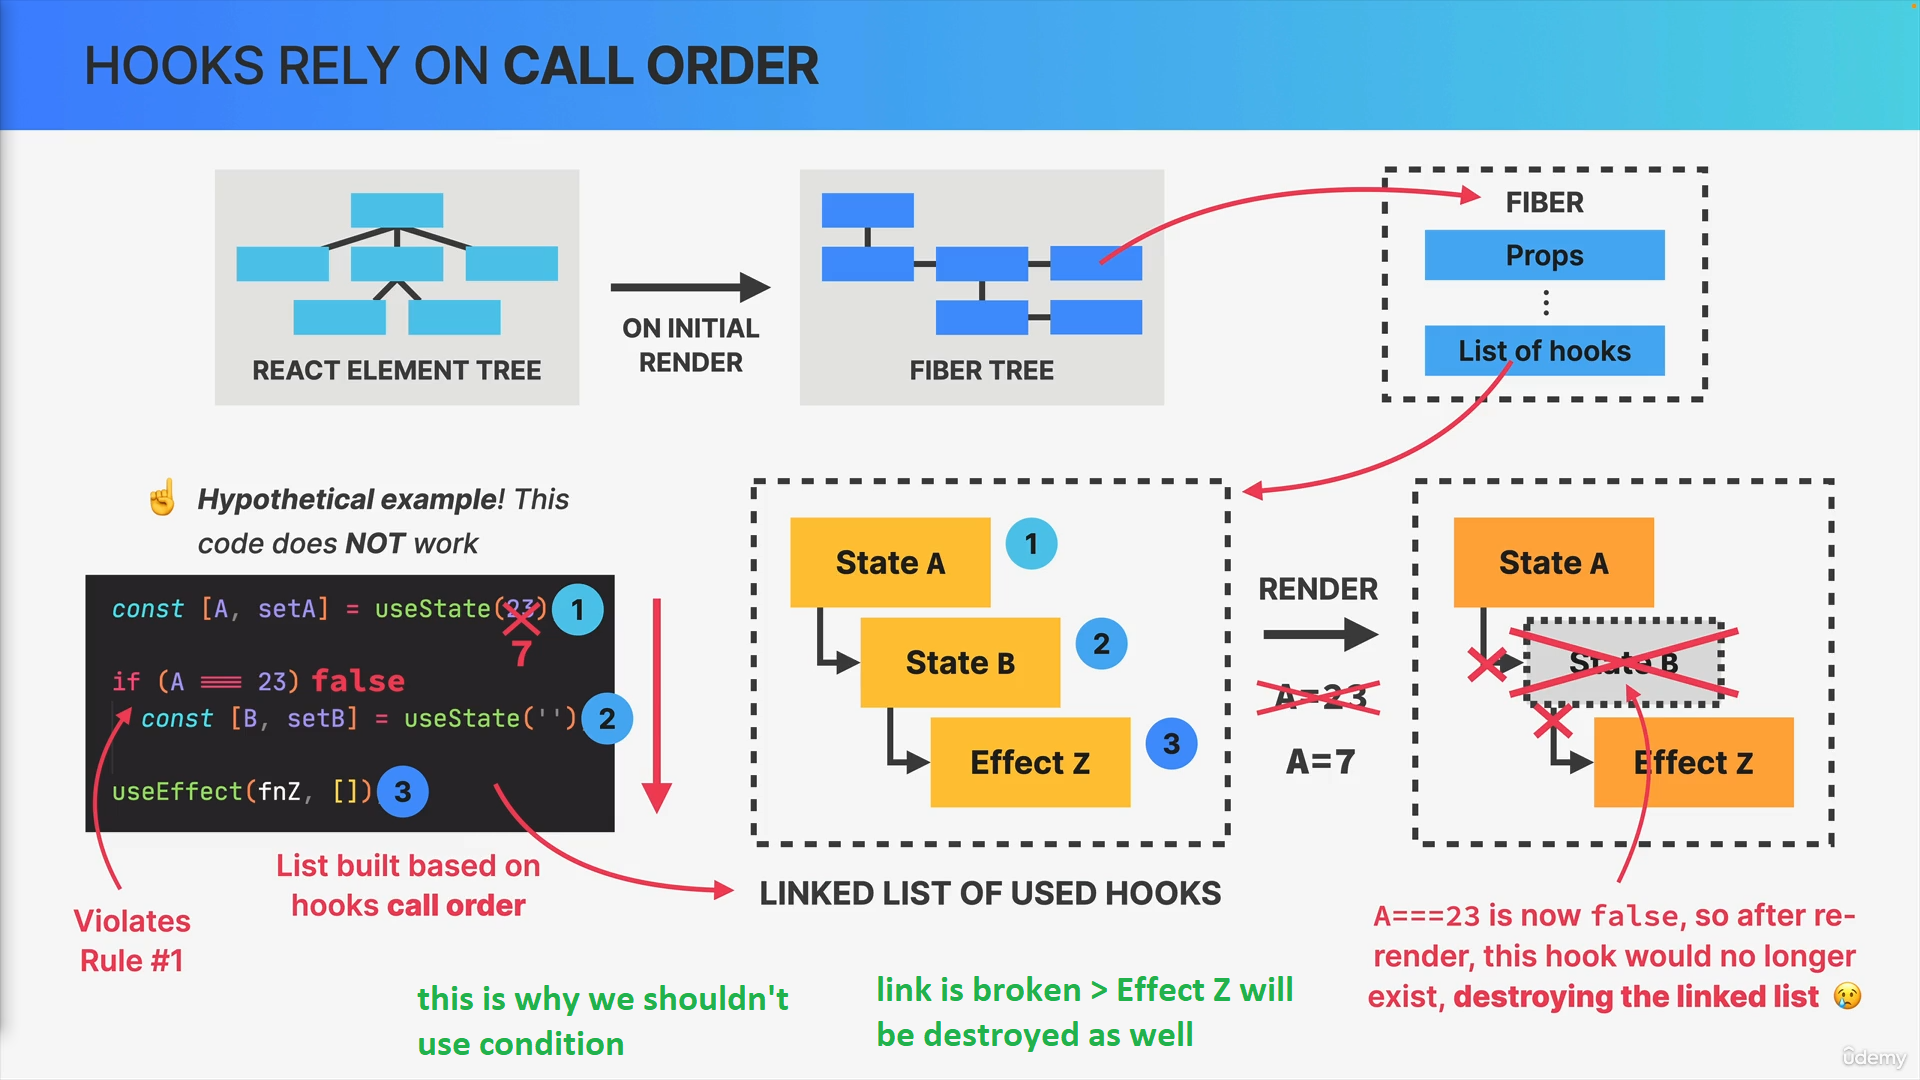 HOOKS RELY ON CALL ORDER
REACT ELEMENT TREE
ON INITIAL
RENDER
FIBER TREE
FIBER
Props
List of hooks
☝️ Hypothetical example! This
code does NOT work
const [A, setA] = useState(23) 1
7
if (A === 23) false
const [B, setB] = useState('') 2
useEffect(fnZ, []) 3
Violates
Rule #1
List built based on
hooks call order
State A 1
State B 2
Effect Z 3
LINKED LIST OF USED HOOKS
RENDER
A=23
A=7
State A
State B
Effect Z
A===23 is now false, so after re-
render, this hook would no longer
exist, destroying the linked list 😢
this is why we shouldn't
use condition
link is broken > Effect Z will
be destroyed as well
ûdemy